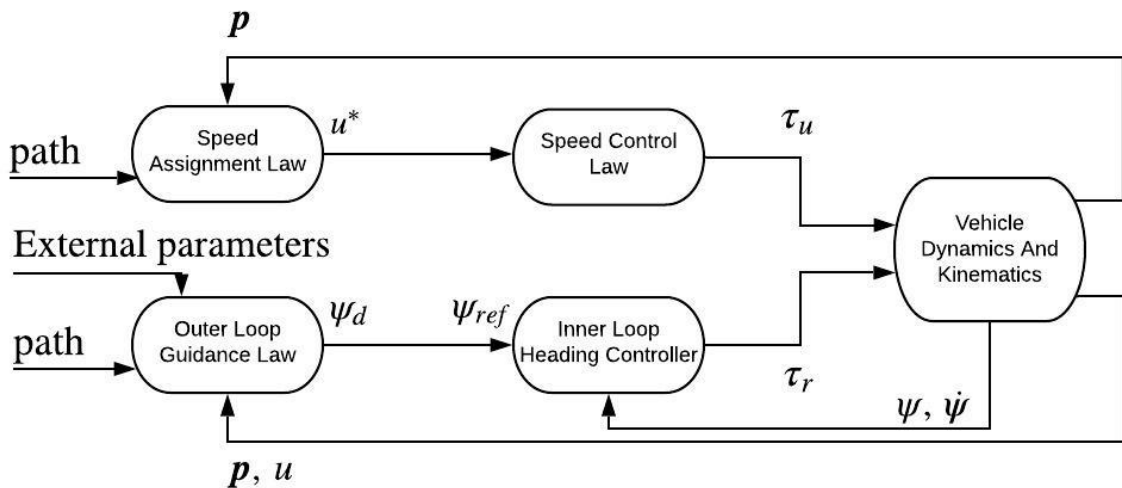 p
path
Speed
Assignment Law
u*
Speed Control
Law
τu
Vehicle
Dynamics And
Kinematics
External parameters
path
Outer Loop
Guidance Law
ψd
ψref
Inner Loop
Heading Controller
τr
ψ, ψ̇
p, u